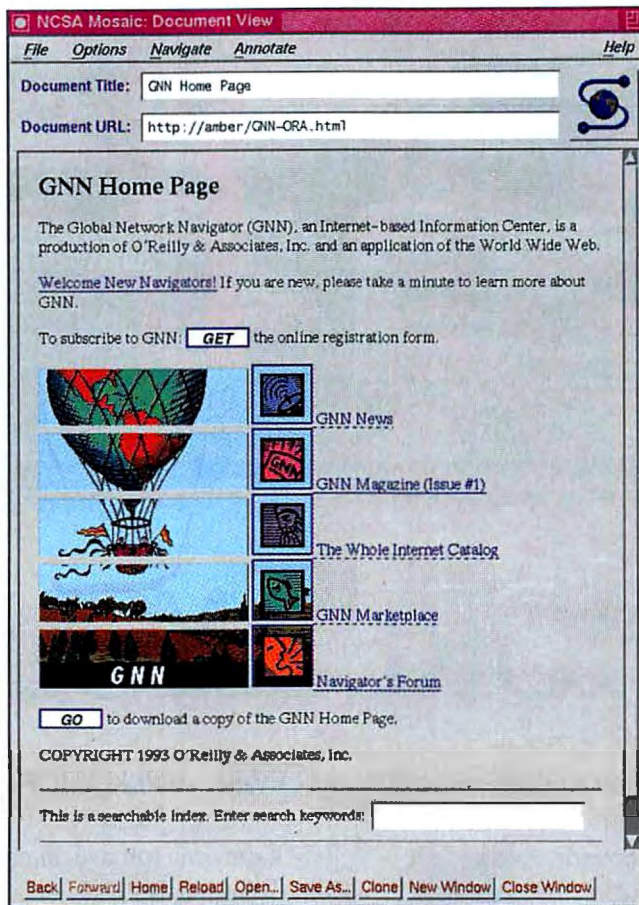 NCSA Mosaic: Document View
File Options Navigate Annotate Help
Document Title: GNN Home Page
Document URL: http://amber/GNN-ORA.html
GNN Home Page
The Global Network Navigator (GNN), an Internet-based Information Center, is a
production of O'Reilly & Associates, Inc. and an application of the World Wide Web.
Welcome New Navigators! If you are new, please take a minute to learn more about
GNN.
To subscribe to GNN: GET the online registration form.
GNN News
GNN
GNN Magazine (Issue #1)
The Whole Internet Catalog
GNN Marketplace
GNN
Navigator's Forum
GO to download a copy of the GNN Home Page.
COPYRIGHT 1993 O'Reilly & Associates, Inc.
This is a searchable index. Enter search keywords:
Back Forward Home Reload Open... Save As... Clone New Window Close Window